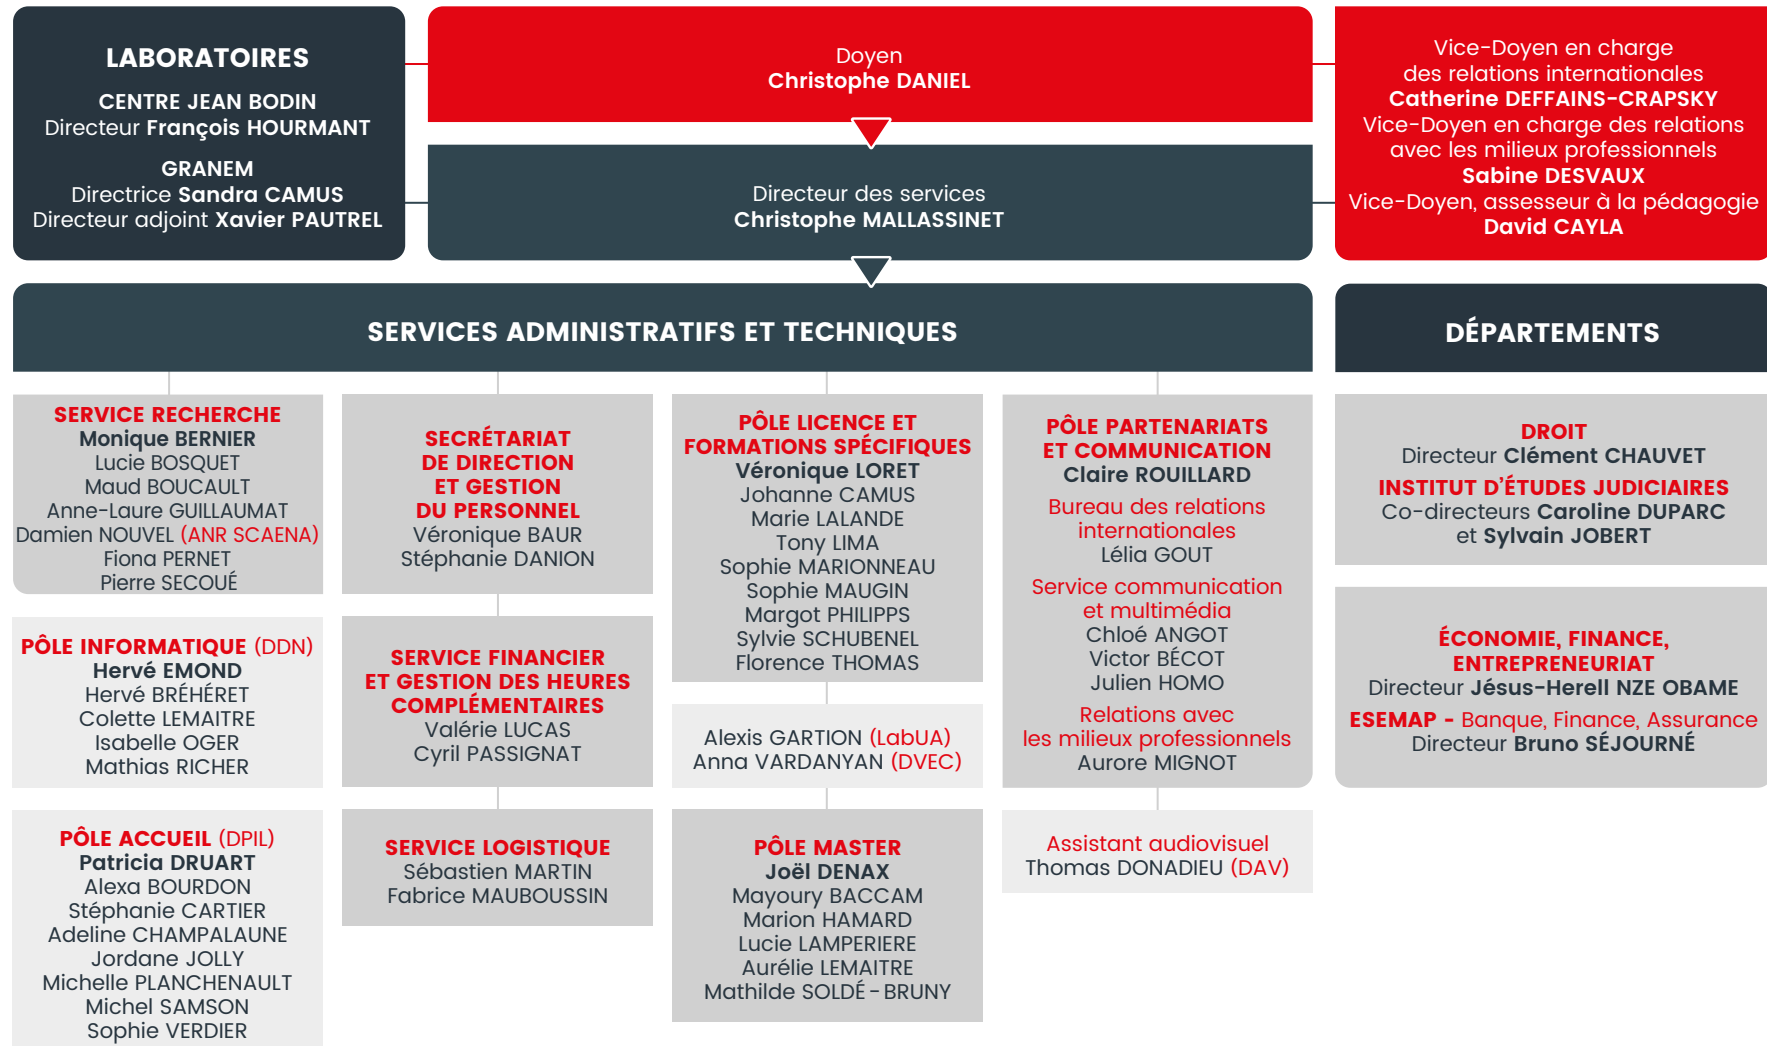 LABORATOIRES
CENTRE JEAN BODIN
Directeur François HOURMANT
GRANEM
Directrice Sandra CAMUS
Directeur adjoint Xavier PAUTREL
Doyen
Christophe DANIEL
Directeur des services
Christophe MALLASSINET
Vice-Doyen en charge
des relations internationales
Catherine DEFFAINS-CRAPSKY
Vice-Doyen en charge des relations
avec les milieux professionnels
Sabine DESVAUX
Vice-Doyen, assesseur à la pédagogie
David CAYLA
SERVICES ADMINISTRATIFS ET TECHNIQUES
SERVICE RECHERCHE
Monique BERNIER
Lucie BOSQUET
Maud BOUCAULT
Anne-Laure GUILLAUMAT
Damien NOUVEL (ANR SCAENA)
Fiona PERNET
Pierre SECOUÉ
PÔLE INFORMATIQUE (DDN)
Hervé EMOND
Hervé BRÉHÉRET
Colette LEMAITRE
Isabelle OGER
Mathias RICHER
PÔLE ACCUEIL (DPIL)
Patricia DRUART
Alexa BOURDON
Stéphanie CARTIER
Adeline CHAMPALAUNE
Jordane JOLLY
Michelle PLANCHENAULT
Michel SAMSON
Sophie VERDIER
SECRÉTARIAT
DE DIRECTION
ET GESTION
DU PERSONNEL
Véronique BAUR
Stéphanie DANION
SERVICE FINANCIER
ET GESTION DES HEURES
COMPLÉMENTAIRES
Valérie LUCAS
Cyril PASSIGNAT
SERVICE LOGISTIQUE
Sébastien MARTIN
Fabrice MAUBOUSSIN
PÔLE LICENCE ET
FORMATIONS SPÉCIFIQUES
Véronique LORET
Johanne CAMUS
Marie LALANDE
Tony LIMA
Sophie MARIONNEAU
Sophie MAUGIN
Margot PHILIPPS
Sylvie SCHUBENEL
Florence THOMAS
Alexis GARTION (LabUA)
Anna VARDANYAN (DVEC)
PÔLE MASTER
Joël DENAX
Mayoury BACCAM
Marion HAMARD
Lucie LAMPERIERE
Aurélie LEMAITRE
Mathilde SOLDÉ - BRUNY
PÔLE PARTENARIATS
ET COMMUNICATION
Claire ROUILLARD
Bureau des relations
internationales
Lélia GOUT
Service communication
et multimédia
Chloé ANGOT
Victor BÉCOT
Julien HOMO
Relations avec
les milieux professionnels
Aurore MIGNOT
Assistant audiovisuel
Thomas DONADIEU (DAV)
DÉPARTEMENTS
DROIT
Directeur Clément CHAUVET
INSTITUT D'ÉTUDES JUDICIAIRES
Co-directeurs Caroline DUPARC
et Sylvain JOBERT
ÉCONOMIE, FINANCE,
ENTREPRENEURIAT
Directeur Jésus-Herell NZE OBAME
ESEMAP - Banque, Finance, Assurance
Directeur Bruno SÉJOURNÉ